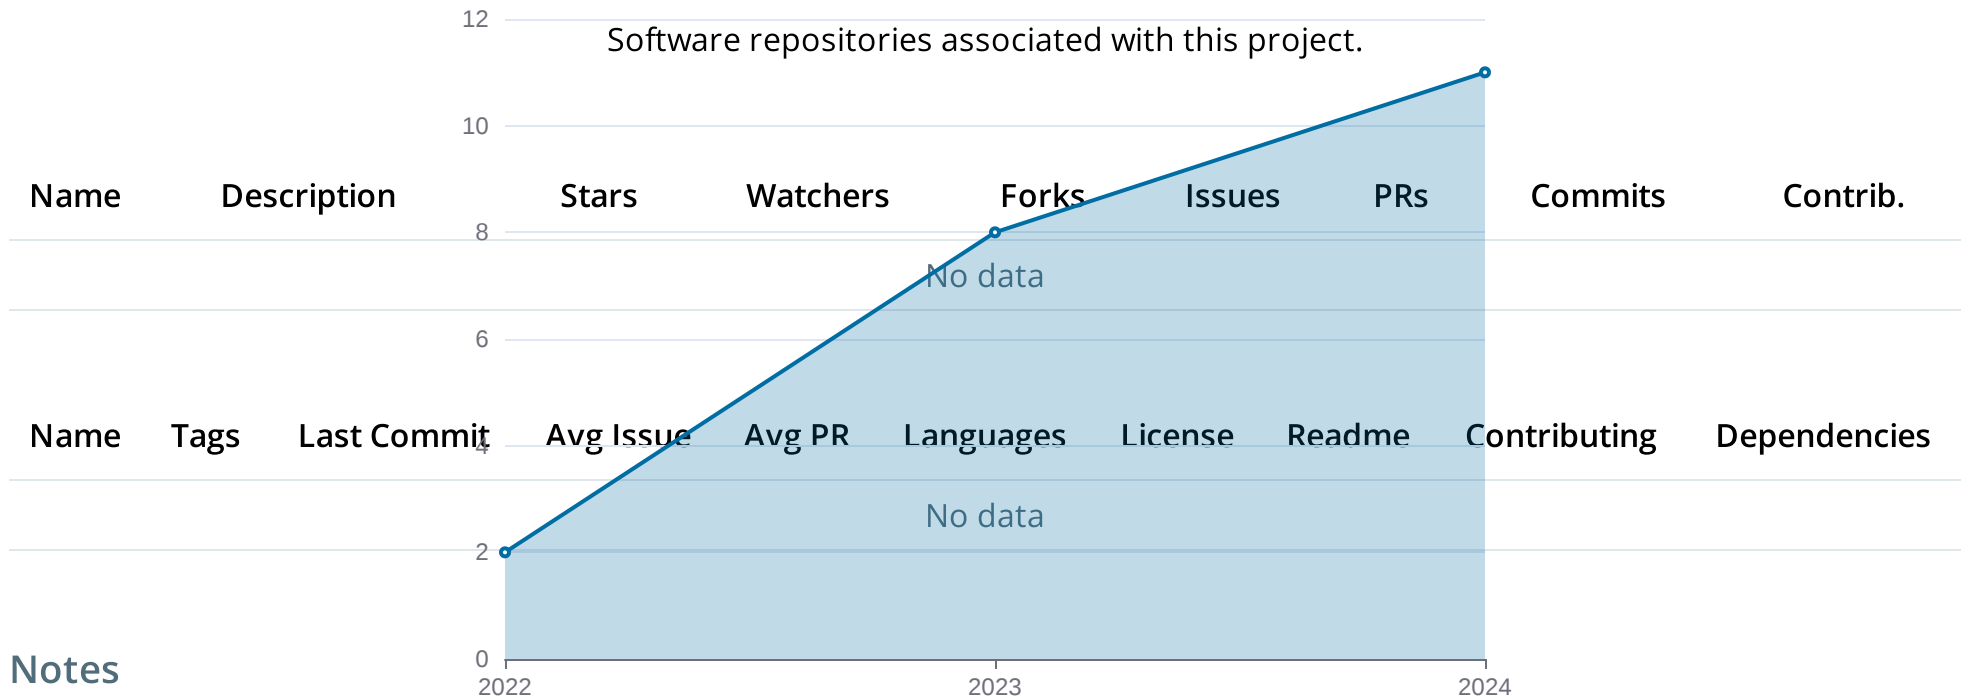 12
Software repositories associated with this project.
10
Name Description Stars Watchers Forks Issues PRs Commits Contrib.
8
No data
6
Name Tags Last Commit Avg Issue Avg PR Languages License Readme Contributing Dependencies
4
No data
2
0
Notes
2022 2023 2024